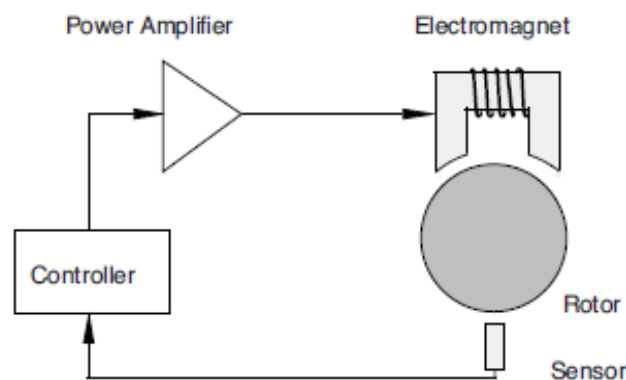 Power Amplifier
Electromagnet
Controller
Rotor
Sensor